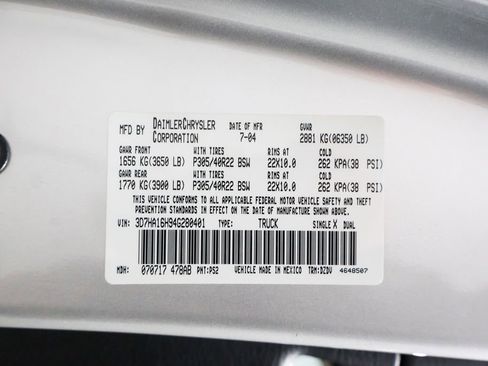 MFD BY DAIMLERCHRYSLER CORPORATION DATE OF MFR 7-04 GVWR 2881 KG(06350 LB)
GAWR FRONT WITH TIRES RIMS AT COLD
1656 KG(3650 LB) P305/40R22 BSW 22X10.0 262 KPA(38 PSI)
GAWR REAR WITH TIRES RIMS AT COLD
1770 KG(3900 LB) P305/40R22 BSW 22X10.0 262 KPA(38 PSI)
THIS VEHICLE CONFORMS TO ALL APPLICABLE FEDERAL MOTOR VEHICLE SAFETY AND THEFT
PREVENTION STANDARDS IN EFFECT ON THE DATE OF MANUFACTURE SHOWN ABOVE.
VIN: 3D7HA16H94G280401 TYPE: TRUCK SINGLE X DUAL
MDH: 070717 478AB PNT:PS2 VEHICLE MADE IN MEXICO TRM:DZDV 4648507